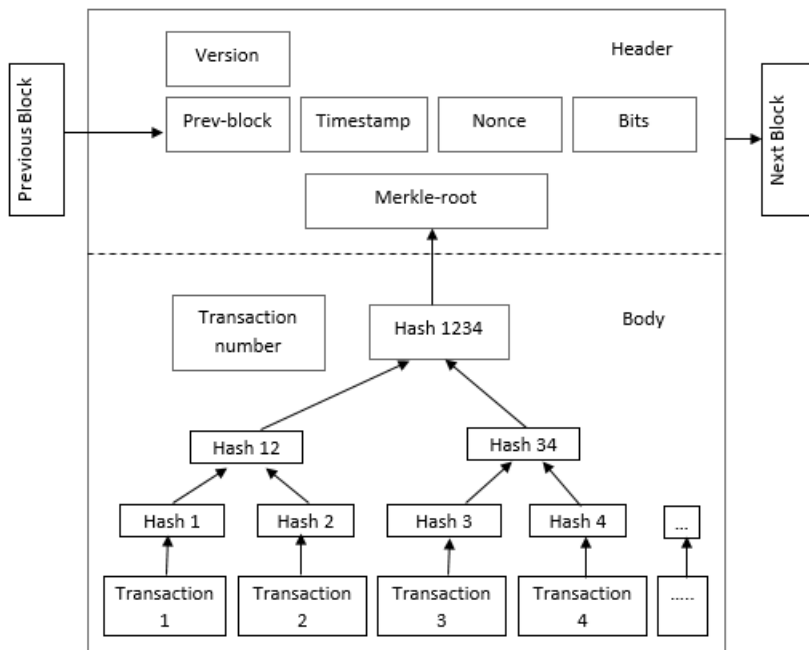 Previous Block
Header
Version
Prev-block
Timestamp
Nonce
Bits
Merkle-root
Next Block
Body
Transaction
number
Hash 1234
Hash 12
Hash 34
Hash 1
Hash 2
Hash 3
Hash 4
...
Transaction
1
Transaction
2
Transaction
3
Transaction
4
.....